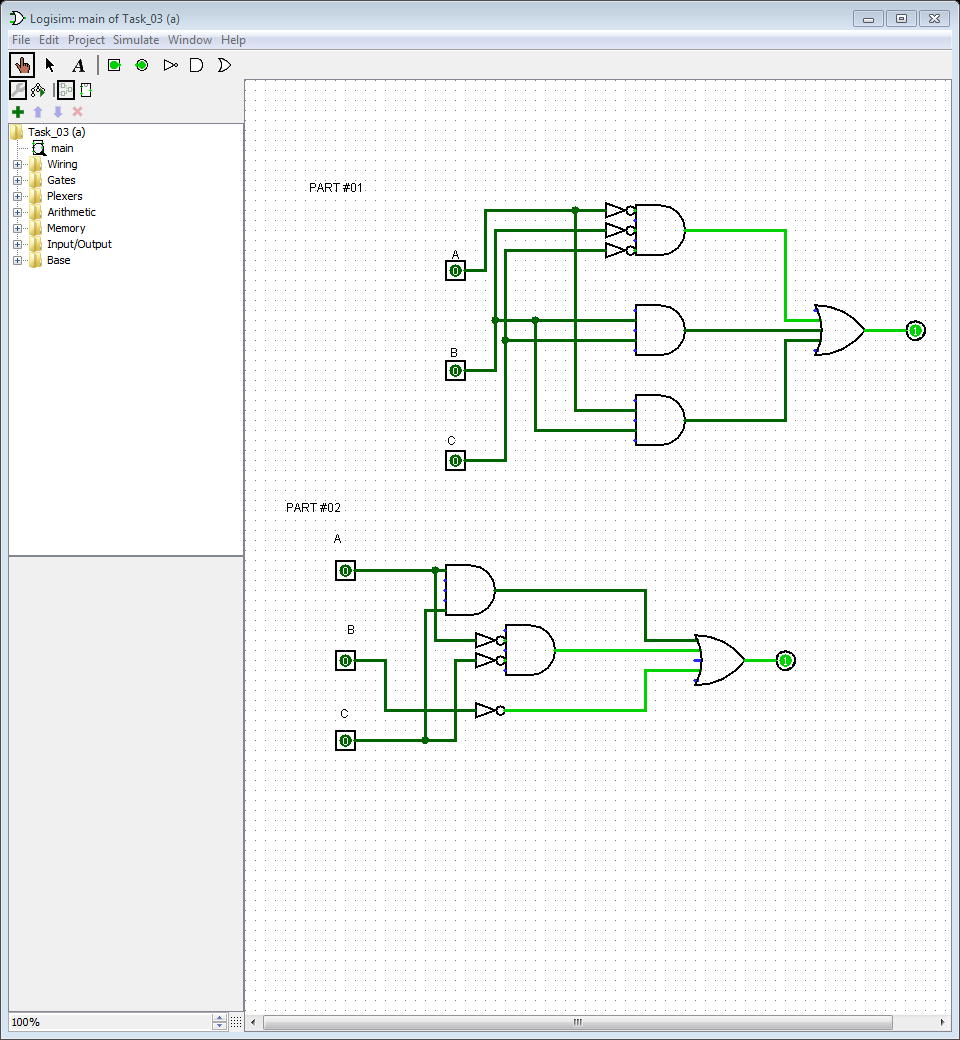 Logisim: main of Task_03 (a)
File Edit Project Simulate Window Help
A
Task_03 (a)
main
Wiring
Gates
Plexers
Arithmetic
Memory
Input/Output
Base
100%
PART #01
A
0
B
0
C
0
1
PART #02
A
0
B
0
C
0
1